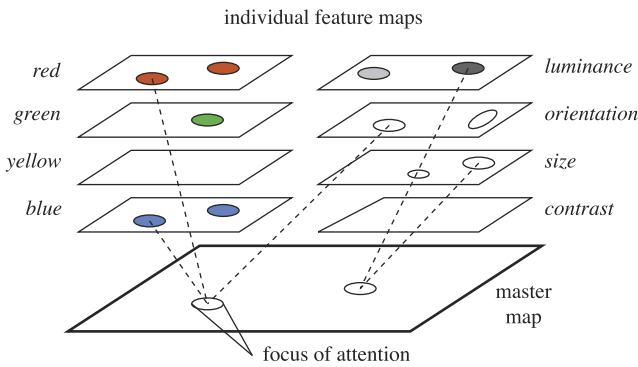 individual feature maps
red
luminance
green
orientation
yellow
size
blue
contrast
master
map
focus of attention